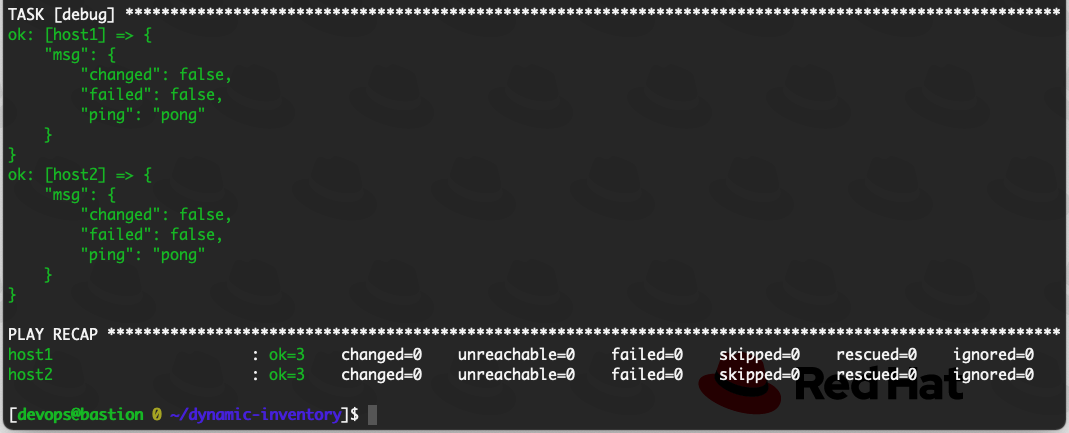 TASK [debug] ********************************************************************************************************
ok: [host1] => {
    "msg": {
        "changed": false,
        "failed": false,
        "ping": "pong"
    }
}
ok: [host2] => {
    "msg": {
        "changed": false,
        "failed": false,
        "ping": "pong"
    }
}
PLAY RECAP **********************************************************************************************************
host1                      : ok=3    changed=0    unreachable=0    failed=0    skipped=0    rescued=0    ignored=0
host2                      : ok=3    changed=0    unreachable=0    failed=0    skipped=0    rescued=0    ignored=0
Red Hat
[devops@bastion 0 ~/dynamic-inventory]$